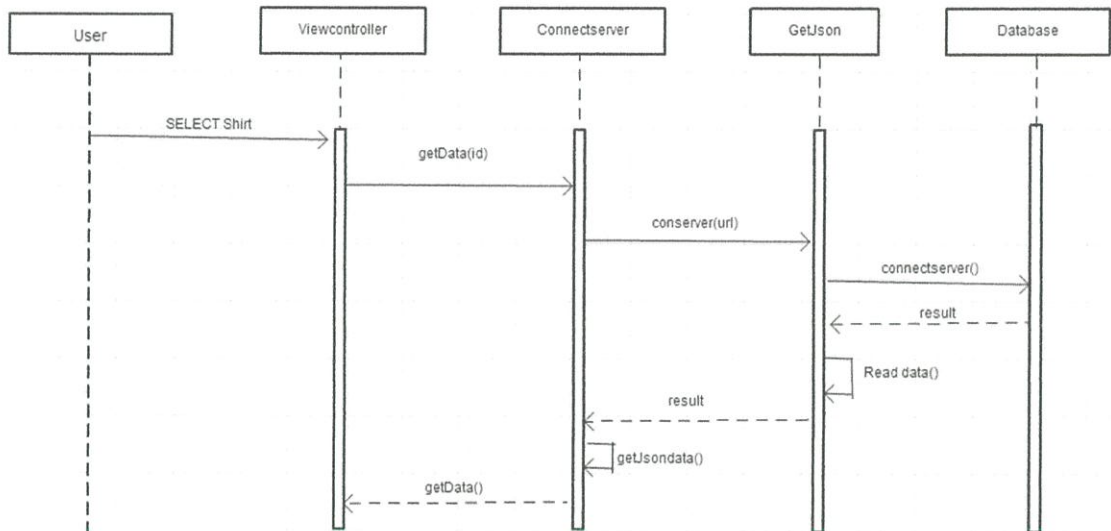 User
Viewcontroller
Connectserver
GetJson
Database
SELECT Shirt
getData(id)
conserver(url)
connectserver()
result
Read data()
result
getJsondata()
getData()